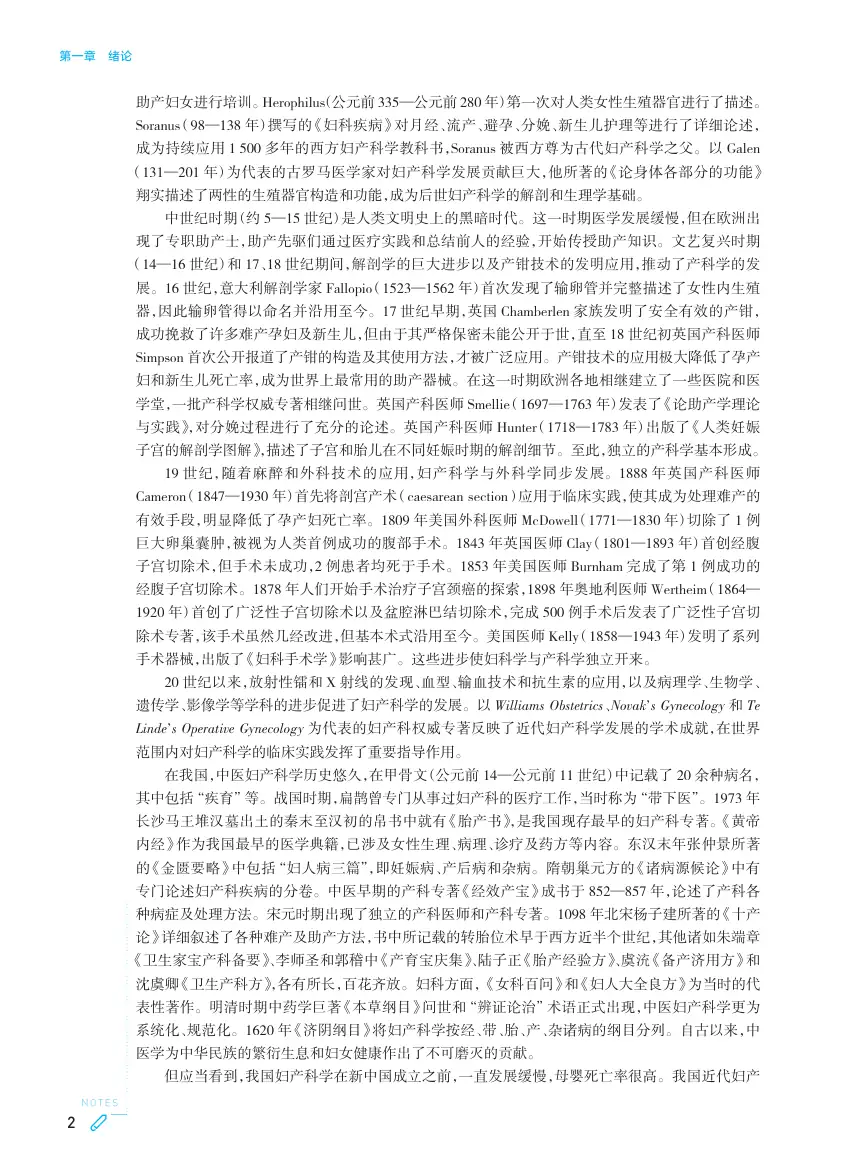 第一章 绪论
助产妇女进行培训。Herophilus(公元前335—公元前280年)第一次对人类女性生殖器官进行了描述。
Soranus(98—138年)撰写的《妇科疾病》对月经、流产、避孕、分娩、新生儿护理等进行了详细论述,
成为持续应用1 500多年的西方妇产科学教科书,Soranus被西方尊为古代妇产科学之父。以Galen
(131—201年)为代表的古罗马医学家对妇产科学发展贡献巨大,他所著的《论身体各部分的功能》
翔实描述了两性的生殖器官构造和功能,成为后世妇产科学的解剖和生理学基础。
中世纪时期(约5—15世纪)是人类文明史上的黑暗时代。这一时期医学发展缓慢,但在欧洲出
现了专职助产士,助产先驱们通过医疗实践和总结前人的经验,开始传授助产知识。文艺复兴时期
(14—16世纪)和17、18世纪期间,解剖学的巨大进步以及产钳技术的发明应用,推动了产科学的发
展。16世纪,意大利解剖学家Fallopio(1523—1562年)首次发现了输卵管并完整描述了女性内生殖
器,因此输卵管得以命名并沿用至今。17世纪早期,英国Chamberlen家族发明了安全有效的产钳,
成功挽救了许多难产孕妇及新生儿,但由于其严格保密未能公开于世,直至18世纪初英国产科医师
Simpson首次公开报道了产钳的构造及其使用方法,才被广泛应用。产钳技术的应用极大降低了孕产
妇和新生儿死亡率,成为世界上最常用的助产器械。在这一时期欧洲各地相继建立了一些医院和医
学堂,一批产科学权威专著相继问世。英国产科医师Smellie(1697—1763年)发表了《论助产学理论
与实践》,对分娩过程进行了充分的论述。英国产科医师Hunter(1718—1783年)出版了《人类妊娠
子宫的解剖学图解》,描述了子宫和胎儿在不同妊娠时期的解剖细节。至此,独立的产科学基本形成。
19世纪,随着麻醉和外科技术的应用,妇产科学与外科学同步发展。1888年英国产科医师
Cameron(1847—1930年)首先将剖宫产术(caesarean section)应用于临床实践,使其成为处理难产的
有效手段,明显降低了孕产妇死亡率。1809年美国外科医师McDowell(1771—1830年)切除了1例
巨大卵巢囊肿,被视为人类首例成功的腹部手术。1843年英国医师Clay(1801—1893年)首创经腹
子宫切除术,但手术未成功,2例患者均死于手术。1853年美国医师Burnham完成了第1例成功的
经腹子宫切除术。1878年人们开始手术治疗子宫颈癌的探索,1898年奥地利医师Wertheim(1864—
1920年)首创了广泛性子宫切除术以及盆腔淋巴结切除术,完成500例手术后发表了广泛性子宫切
除术专著,该手术虽然几经改进,但基本术式沿用至今。美国医师Kelly(1858—1943年)发明了系列
手术器械,出版了《妇科手术学》影响甚广。这些进步使妇科学与产科学独立开来。
20世纪以来,放射性镭和X射线的发现、血型、输血技术和抗生素的应用,以及病理学、生物学、
遗传学、影像学等学科的进步促进了妇产科学的发展。以Williams Obstetrics、Novak's Gynecology和Te
Linde's Operative Gynecology为代表的妇产科权威专著反映了近代妇产科学发展的学术成就,在世界
范围内对妇产科学的临床实践发挥了重要指导作用。
在我国,中医妇产科学历史悠久,在甲骨文(公元前14—公元前11世纪)中记载了20余种病名,
其中包括“疾育”等。战国时期,扁鹊曾专门从事过妇产科的医疗工作,当时称为“带下医”。1973年
长沙马王堆汉墓出土的秦末至汉初的帛书中就有《胎产书》,是我国现存最早的妇产科专著。《黄帝
内经》作为我国最早的医学典籍,已涉及女性生理、病理、诊疗及药方等内容。东汉末年张仲景所著
的《金匮要略》中包括“妇人病三篇”,即妊娠病、产后病和杂病。隋朝巢元方的《诸病源候论》中有
专门论述妇产科疾病的分卷。中医早期的产科专著《经效产宝》成书于852—857年,论述了产科各
种病症及处理方法。宋元时期出现了独立的产科医师和产科专著。1098年北宋杨子建所著的《十产
论》详细叙述了各种难产及助产方法,书中所记载的转胎位术早于西方近半个世纪,其他诸如朱端章
《卫生家宝产科备要》、李师圣和郭稽中《产育宝庆集》、陆子正《胎产经验方》、虞流《备产济用方》和
沈虞卿《卫生产科方》,各有所长,百花齐放。妇科方面,《女科百问》和《妇人大全良方》为当时的代
表性著作。明清时期中药学巨著《本草纲目》问世和“辨证论治”术语正式出现,中医妇产科学更为
系统化、规范化。1620年《济阴纲目》将妇产科学按经、带、胎、产、杂诸病的纲目分列。自古以来,中
医学为中华民族的繁衍生息和妇女健康作出了不可磨灭的贡献。
但应当看到,我国妇产科学在新中国成立之前,一直发展缓慢,母婴死亡率很高。我国近代妇产
NOTES
2